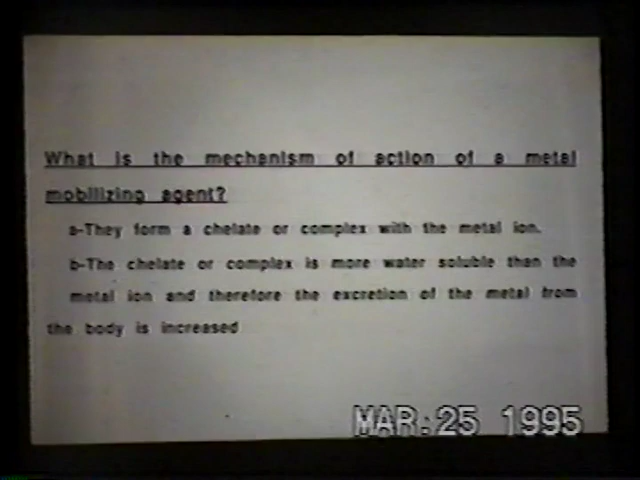 What is the mechanism of action of a metal
mobilizing agent?
a-They form a chelate or complex with the metal ion.
b-The chelate or complex is more water soluble than the
metal ion and therefore the excretion of the metal from
the body is increased
MAR.25 1995